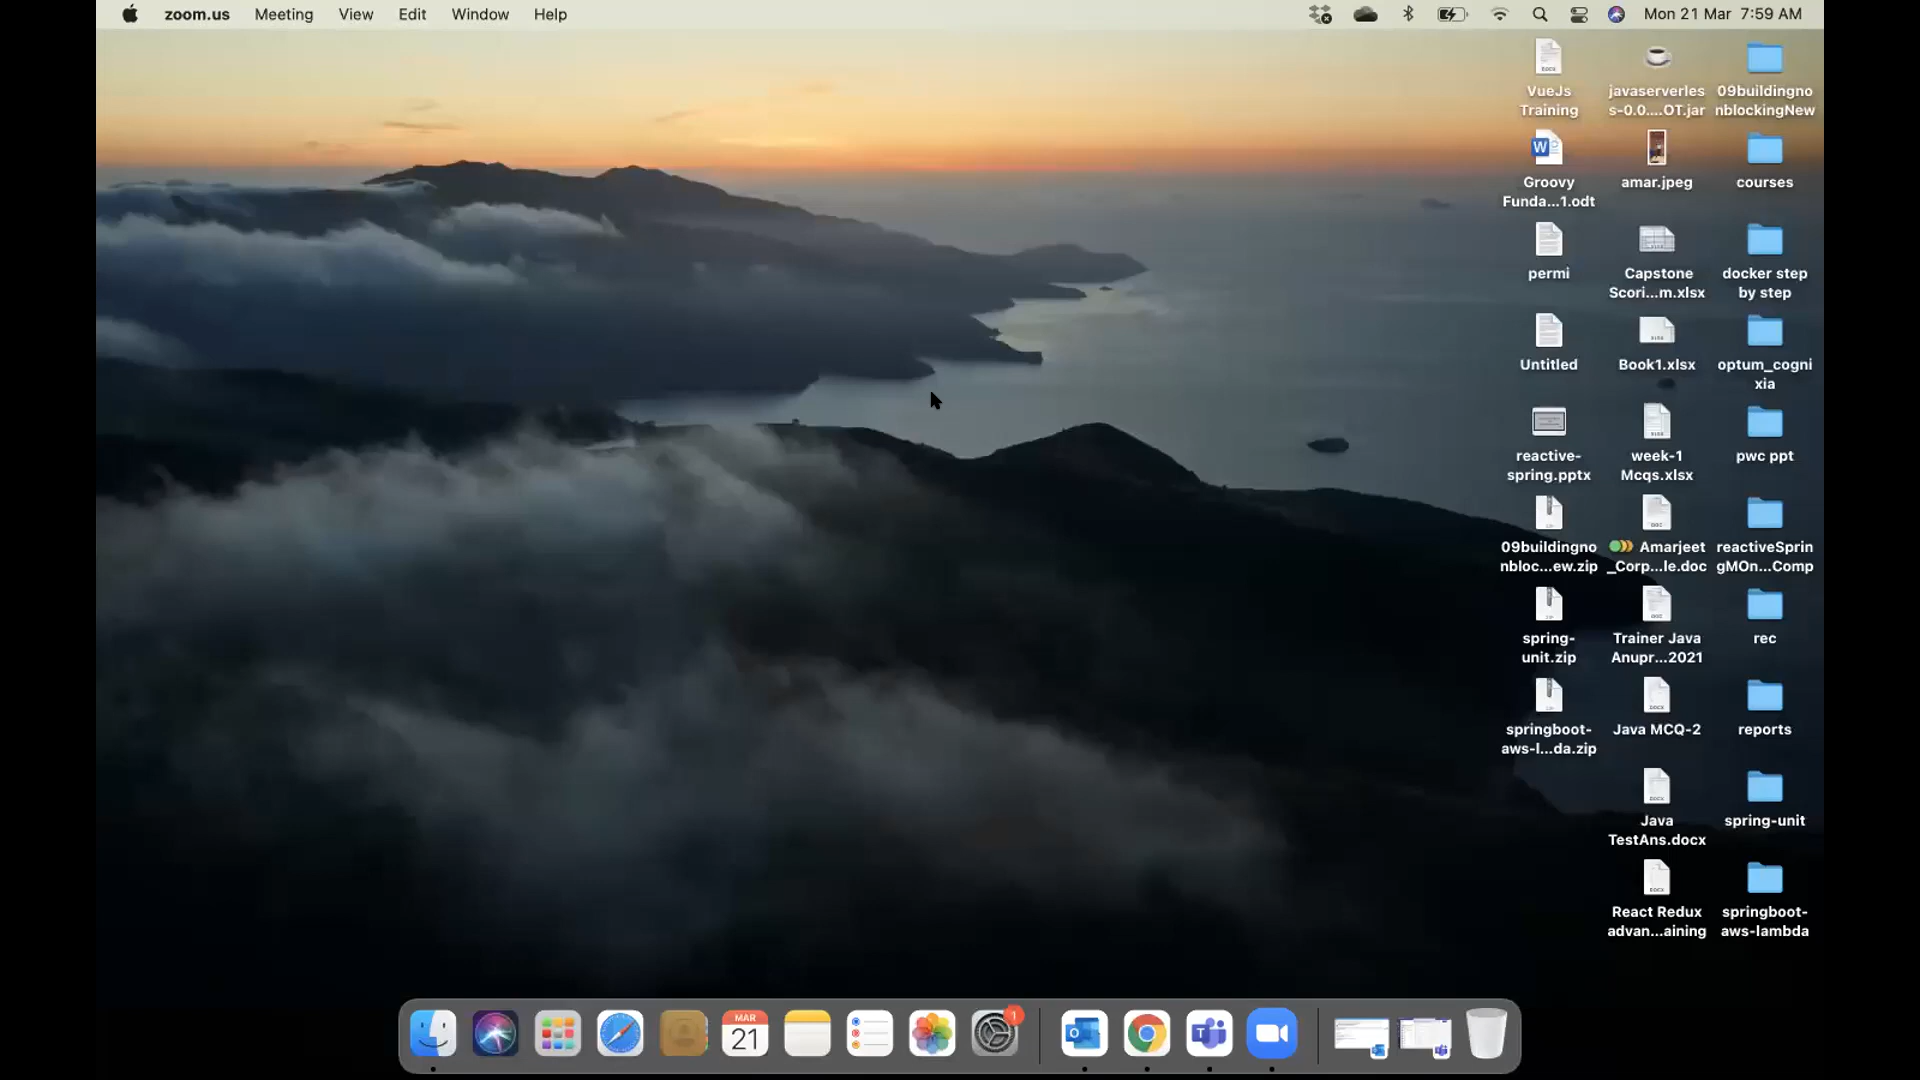 zoom.us Meeting View Edit Window Help Mon 21 Mar 7:59 AM
VueJs
Training
javaserverles
s-0.0....OT.jar
09buildingno
nblockingNew
Groovy
Funda...1.odt
amar.jpeg
courses
permi
Capstone
Scori...m.xlsx
docker step
by step
Untitled
Book1.xlsx
optum_cogni
xia
reactive-
spring.pptx
week-1
Mcqs.xlsx
pwc ppt
09buildingno
nbloc...ew.zip
Amarjeet
_Corp...le.doc
reactiveSprin
gMOn...Comp
spring-
unit.zip
Trainer Java
Anupr...2021
rec
springboot-
aws-l...da.zip
Java MCQ-2
reports
Java
TestAns.docx
spring-unit
React Redux
advan...aining
springboot-
aws-lambda
MAR
21
1